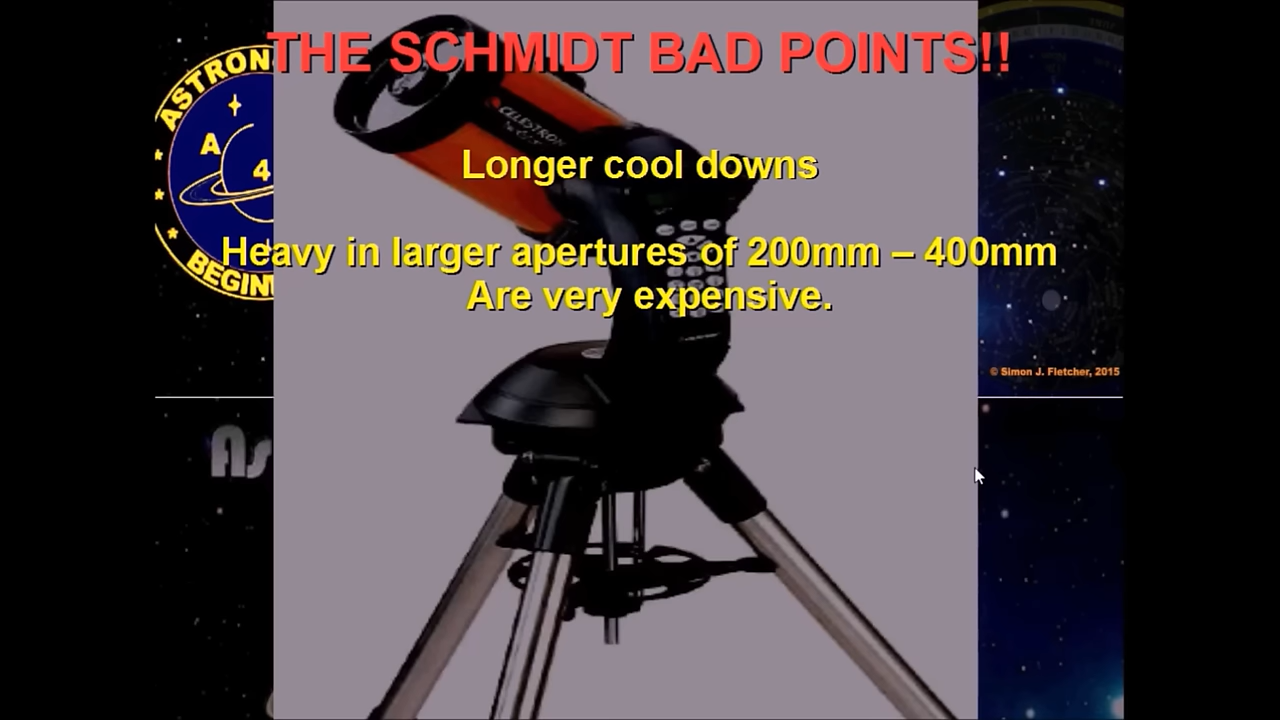 THE SCHMIDT BAD POINTS!!
ASTRON
A
4
BEGIN
CELESTRON
Longer cool downs
Heavy in larger apertures of 200mm – 400mm
Are very expensive.
© Simon J. Fletcher, 2015
As